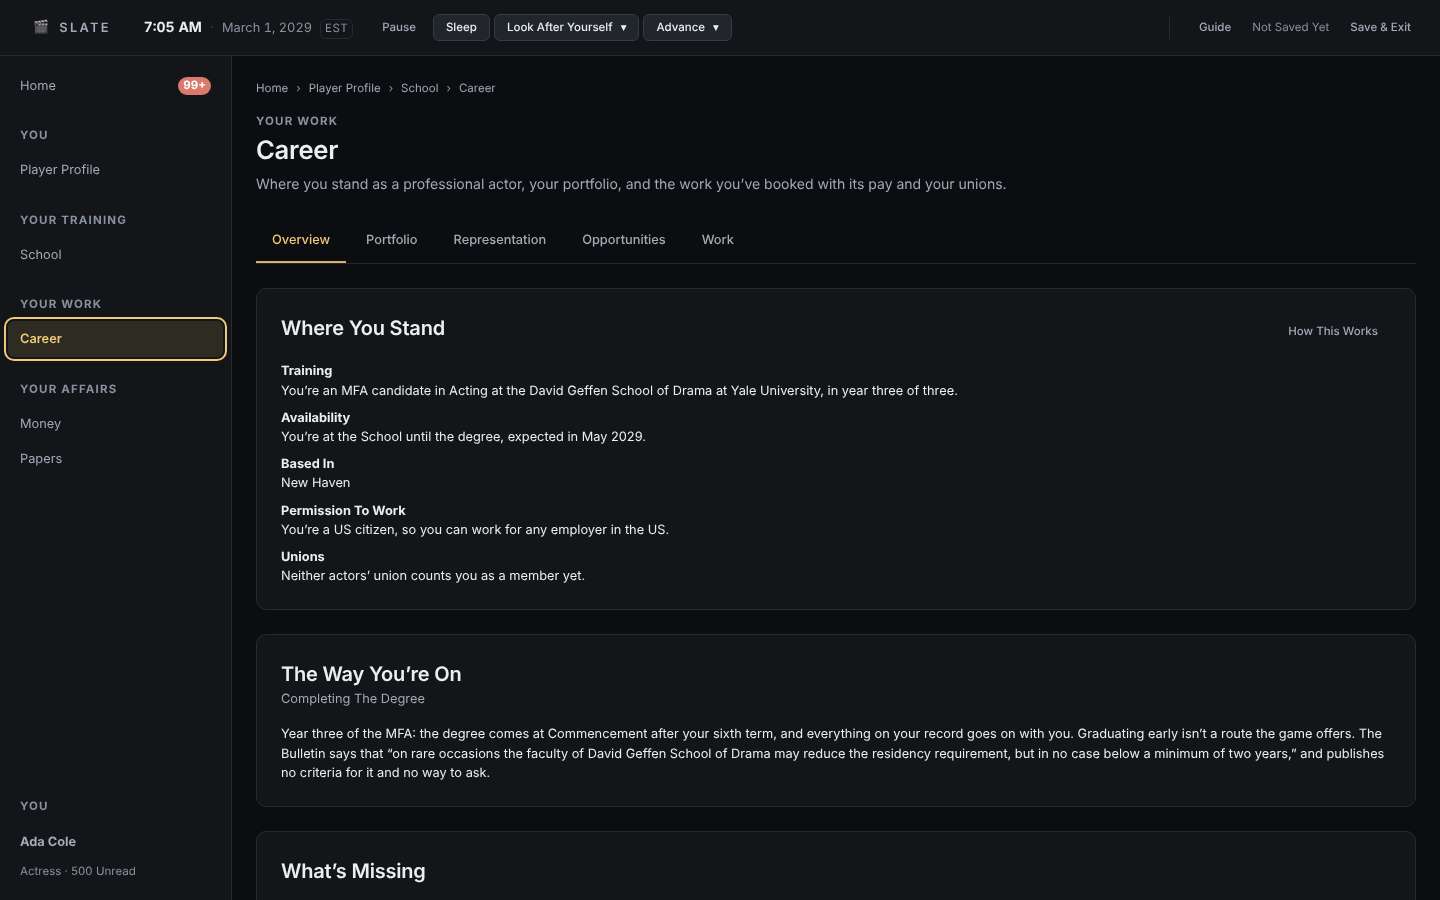 SLATE
7:05 AM · March 1, 2029 EST
Pause
Sleep
Look After Yourself ▾
Advance ▾
Guide
Not Saved Yet
Save & Exit
Home
99+
YOU
Player Profile
YOUR TRAINING
School
YOUR WORK
Career
YOUR AFFAIRS
Money
Papers
YOU
Ada Cole
Actress · 500 Unread
Home › Player Profile › School › Career
YOUR WORK
Career
Where you stand as a professional actor, your portfolio, and the work you’ve booked with its pay and your unions.
Overview
Portfolio
Representation
Opportunities
Work
Where You Stand
How This Works
Training
You’re an MFA candidate in Acting at the David Geffen School of Drama at Yale University, in year three of three.
Availability
You’re at the School until the degree, expected in May 2029.
Based In
New Haven
Permission To Work
You’re a US citizen, so you can work for any employer in the US.
Unions
Neither actors’ union counts you as a member yet.
The Way You’re On
Completing The Degree
Year three of the MFA: the degree comes at Commencement after your sixth term, and everything on your record goes on with you. Graduating early isn’t a route the game offers. The
Bulletin says that “on rare occasions the faculty of David Geffen School of Drama may reduce the residency requirement, but in no case below a minimum of two years,” and publishes
no criteria for it and no way to ask.
What’s Missing